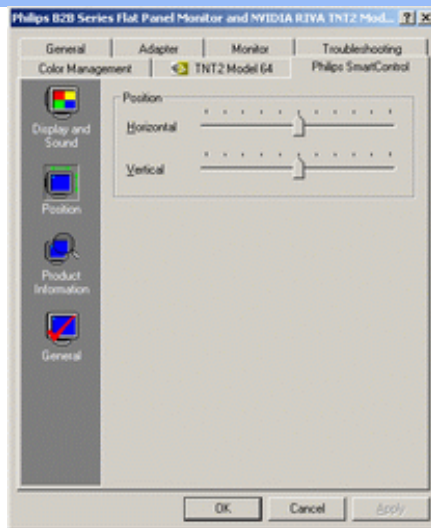 Philips B2B Series Flat Panel Monitor and NVIDIA RIVA TNT2 Mod...
General Adapter Monitor Troubleshooting
Color Management TNT2 Model 64 Philips SmartControl
Display and
Sound
Position
Product
Information
General
Position
Horizontal
Vertical
OK Cancel Apply